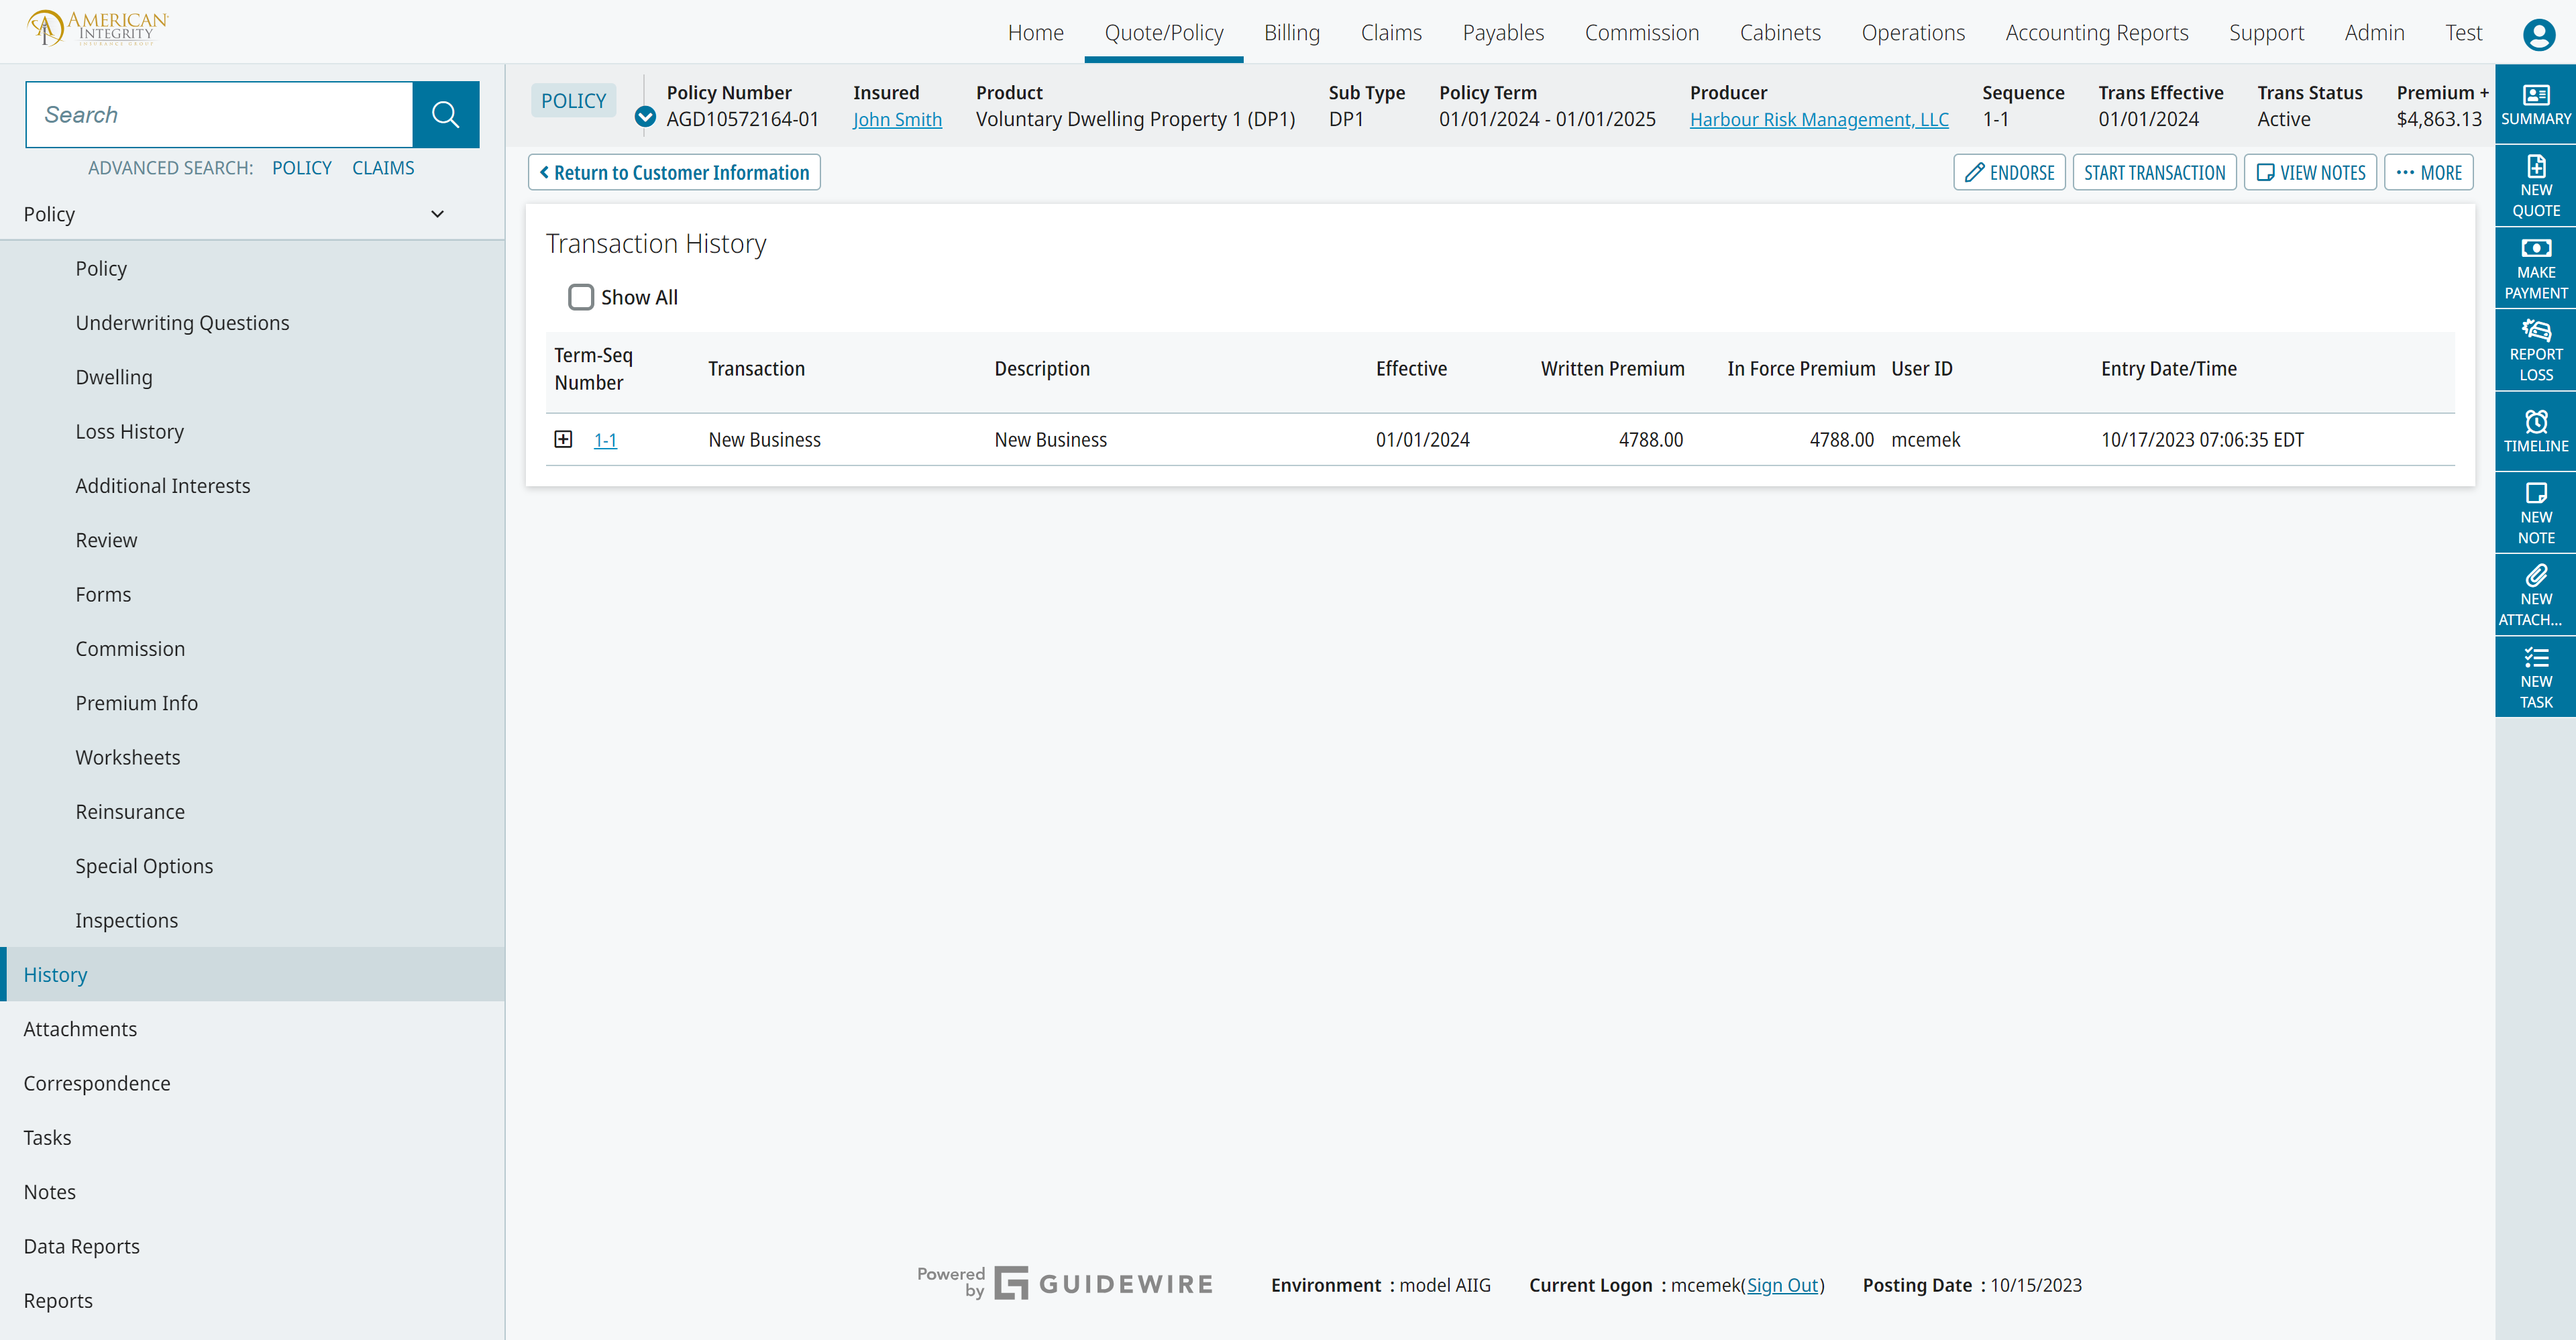 AMERICAN INTEGRITY
INSURANCE GROUP
Home Quote/Policy Billing Claims Payables Commission Cabinets Operations Accounting Reports Support Admin Test
Search
ADVANCED SEARCH: POLICY CLAIMS
Policy
Policy
Underwriting Questions
Dwelling
Loss History
Additional Interests
Review
Forms
Commission
Premium Info
Worksheets
Reinsurance
Special Options
Inspections
History
Attachments
Correspondence
Tasks
Notes
Data Reports
Reports
POLICY
Policy Number Insured Product Sub Type Policy Term Producer Sequence Trans Effective Trans Status Premium +
AGD10572164-01 John Smith Voluntary Dwelling Property 1 (DP1) DP1 01/01/2024 - 01/01/2025 Harbour Risk Management, LLC 1-1 01/01/2024 Active $4,863.13
Return to Customer Information
ENDORSE START TRANSACTION VIEW NOTES ••• MORE
Transaction History
Show All
Term-Seq Number Transaction Description Effective Written Premium In Force Premium User ID Entry Date/Time
1-1 New Business New Business 01/01/2024 4788.00 4788.00 mcemek 10/17/2023 07:06:35 EDT
SUMMARY
NEW QUOTE
MAKE PAYMENT
REPORT LOSS
TIMELINE
NEW NOTE
NEW ATTACH...
NEW TASK
Powered by GUIDEWIRE
Environment : model AIIG Current Logon : mcemek(Sign Out) Posting Date : 10/15/2023